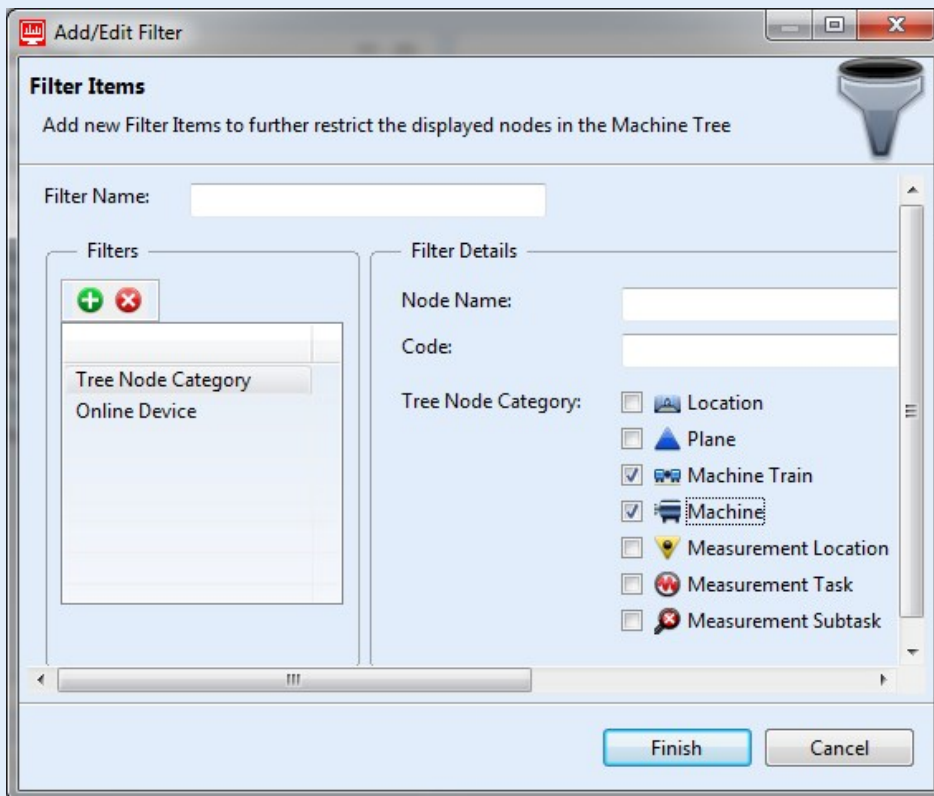 Add/Edit Filter
Filter Items
Add new Filter Items to further restrict the displayed nodes in the Machine Tree
Filter Name:
Filters
Tree Node Category
Online Device
Filter Details
Node Name:
Code:
Tree Node Category:
Location
Plane
Machine Train
Machine
Measurement Location
Measurement Task
Measurement Subtask
Finish
Cancel